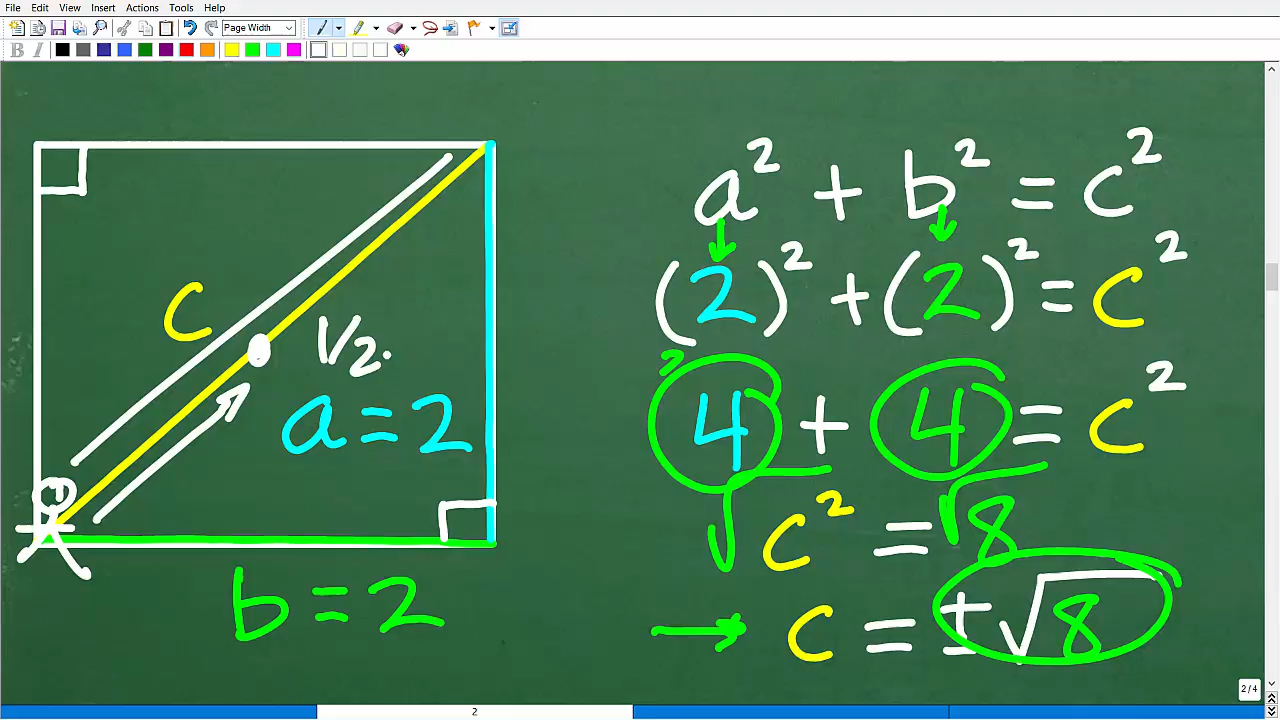 File Edit View Insert Actions Tools Help
Page Width
B I
C
1/2.
a = 2
b = 2
a² + b² = c²
(2)² + (2)² = c²
4 + 4 = c²
√c² = √8
→ c = ±√8
2/4
2